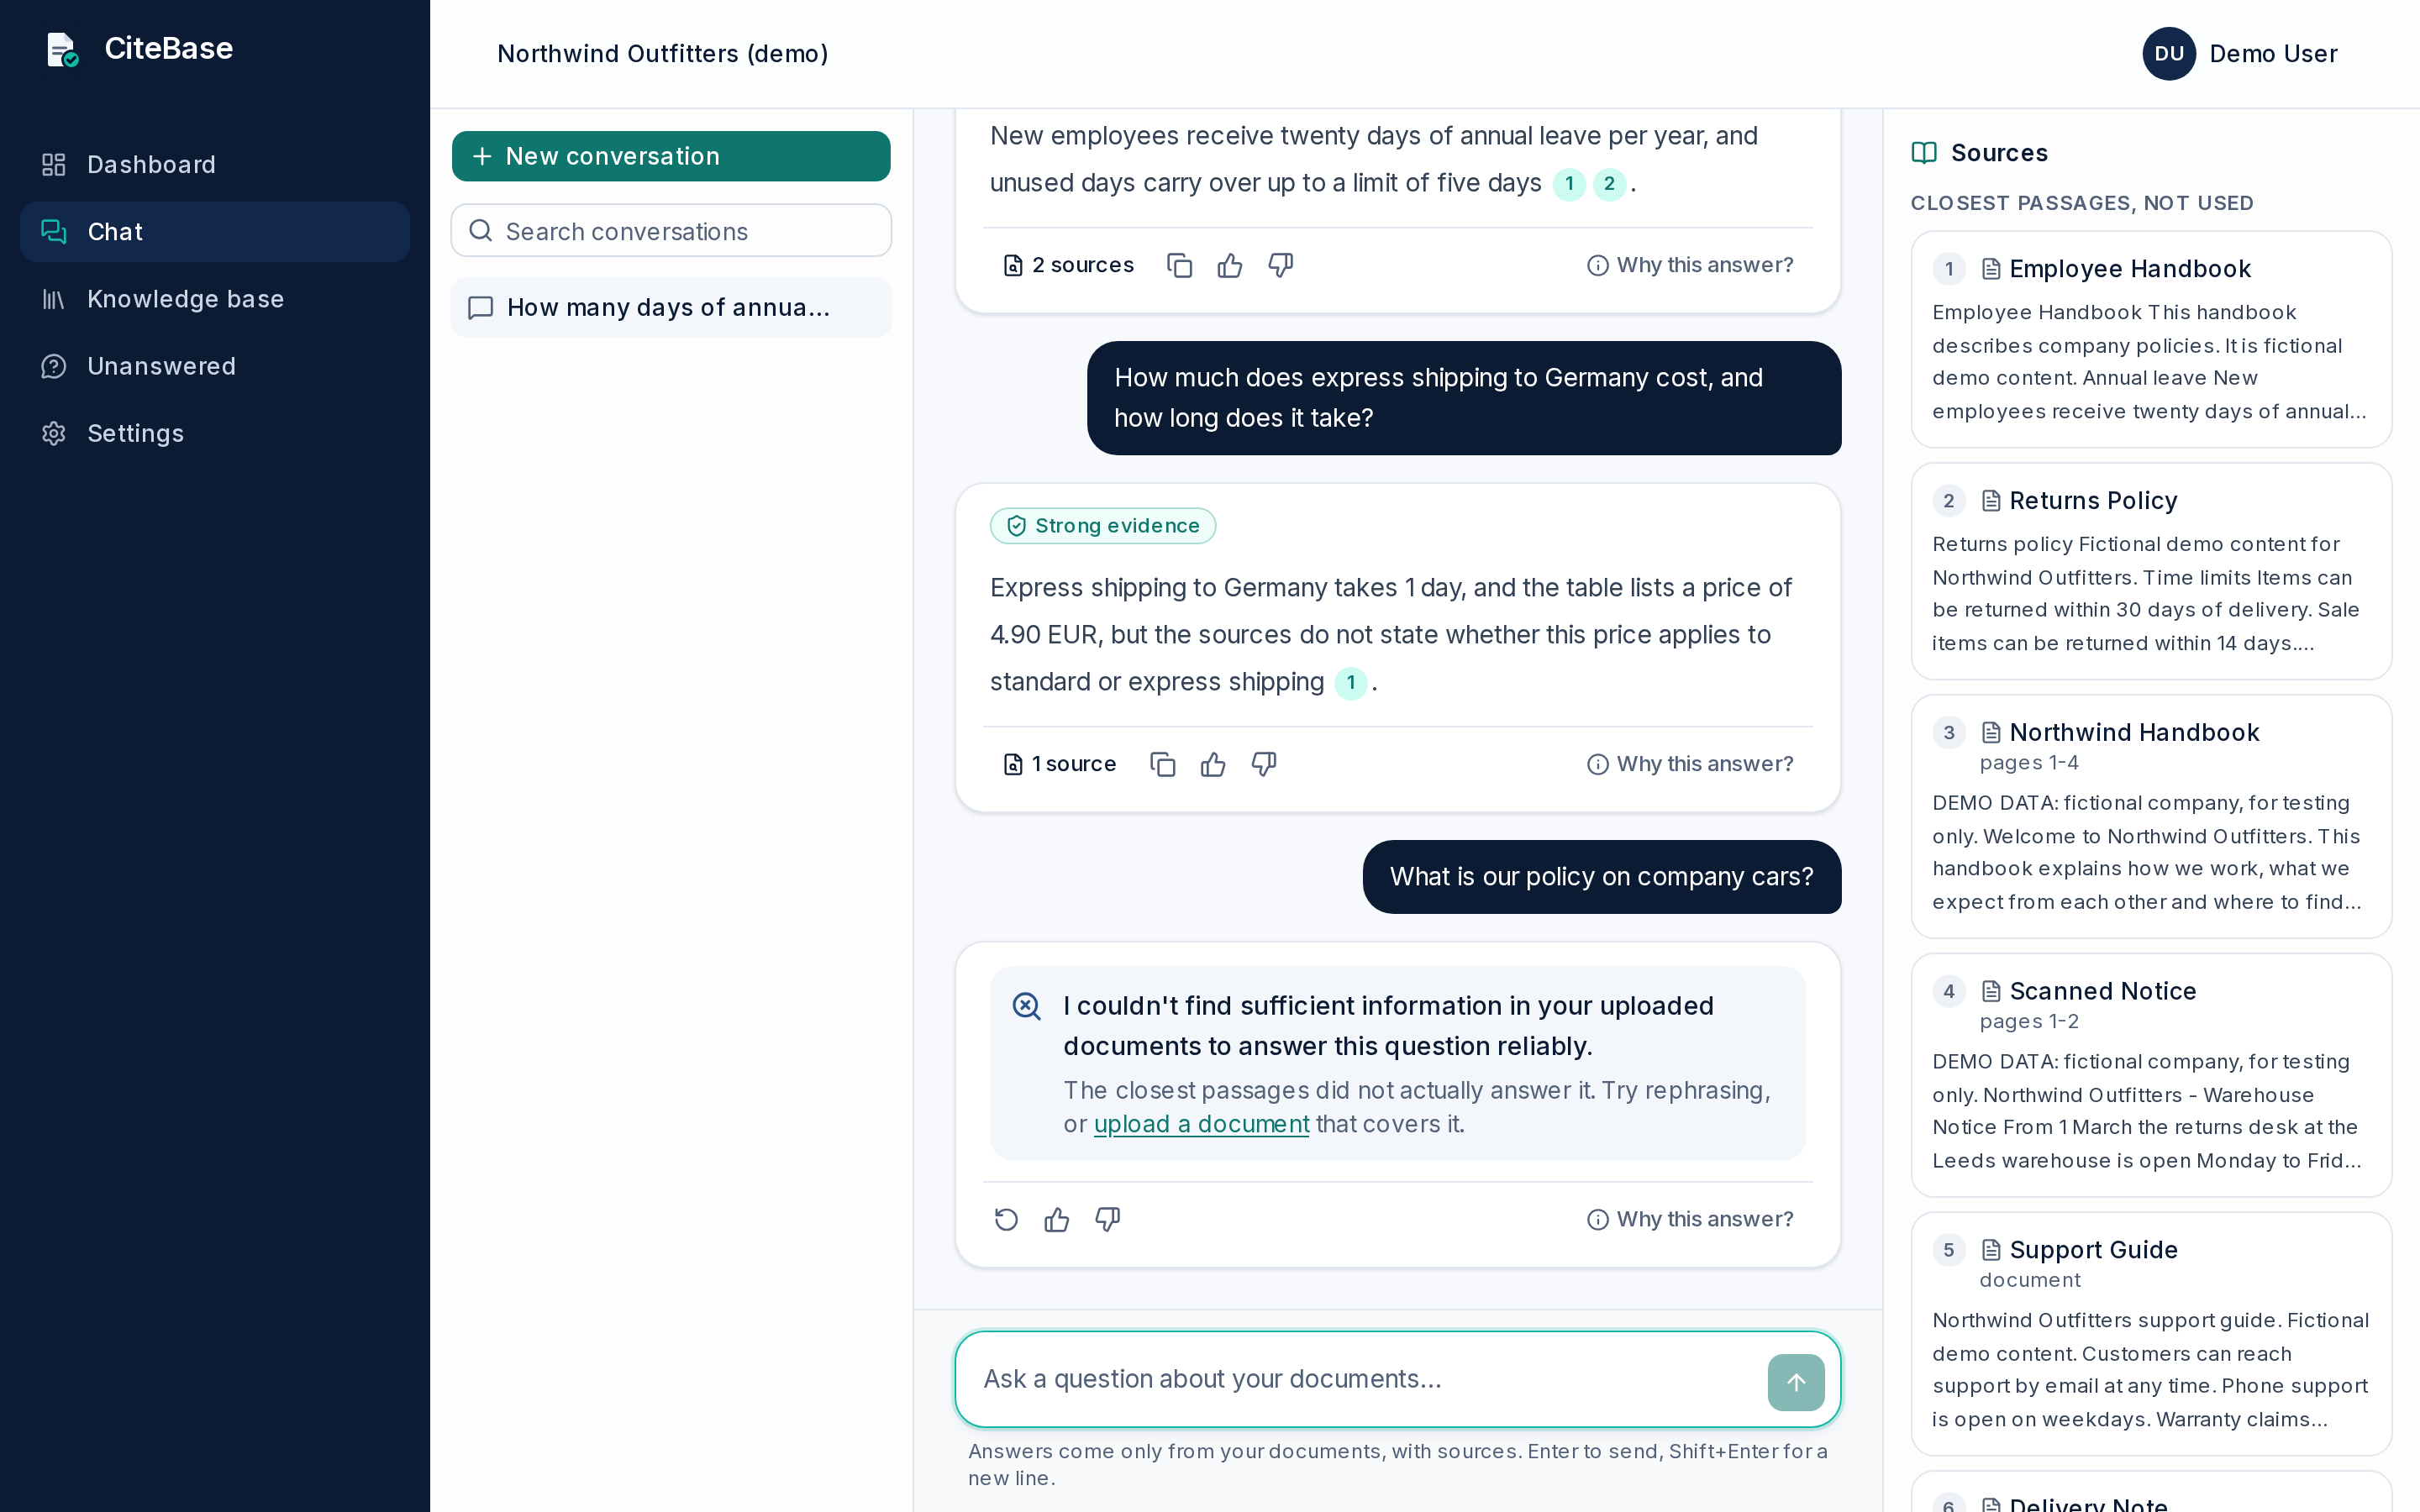 CiteBase
Dashboard
Chat
Knowledge base
Unanswered
Settings
Northwind Outfitters (demo)
DU
Demo User
New conversation
Search conversations
How many days of annua...
New employees receive twenty days of annual leave per year, and
unused days carry over up to a limit of five days 1 2 .
2 sources
Why this answer?
How much does express shipping to Germany cost, and
how long does it take?
Strong evidence
Express shipping to Germany takes 1 day, and the table lists a price of
4.90 EUR, but the sources do not state whether this price applies to
standard or express shipping 1 .
1 source
Why this answer?
What is our policy on company cars?
I couldn't find sufficient information in your uploaded
documents to answer this question reliably.
The closest passages did not actually answer it. Try rephrasing,
or upload a document that covers it.
Why this answer?
Ask a question about your documents...
Answers come only from your documents, with sources. Enter to send, Shift+Enter for a
new line.
Sources
CLOSEST PASSAGES, NOT USED
1 Employee Handbook
Employee Handbook This handbook
describes company policies. It is fictional
demo content. Annual leave New
employees receive twenty days of annual...
2 Returns Policy
Returns policy Fictional demo content for
Northwind Outfitters. Time limits Items can
be returned within 30 days of delivery. Sale
items can be returned within 14 days....
3 Northwind Handbook
pages 1-4
DEMO DATA: fictional company, for testing
only. Welcome to Northwind Outfitters. This
handbook explains how we work, what we
expect from each other and where to find...
4 Scanned Notice
pages 1-2
DEMO DATA: fictional company, for testing
only. Northwind Outfitters - Warehouse
Notice From 1 March the returns desk at the
Leeds warehouse is open Monday to Frid...
5 Support Guide
document
Northwind Outfitters support guide. Fictional
demo content. Customers can reach
support by email at any time. Phone support
is open on weekdays. Warranty claims...
6 Delivery Note